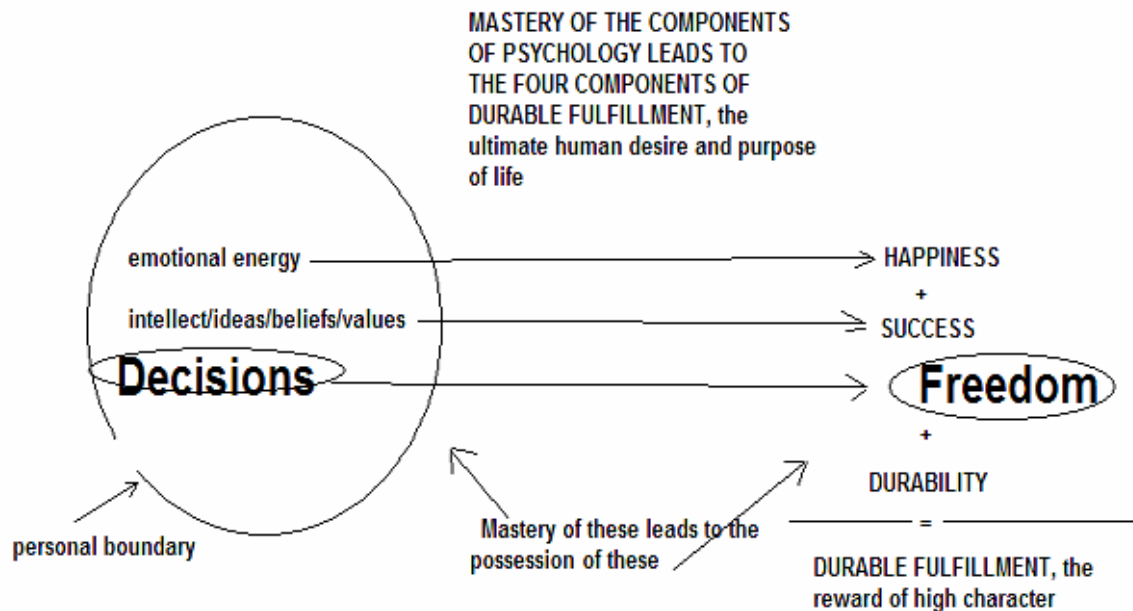 MASTERY OF THE COMPONENTS
OF PSYCHOLOGY LEADS TO
THE FOUR COMPONENTS OF
DURABLE FULFILLMENT, the
ultimate human desire and purpose
of life
emotional energy
HAPPINESS
+
intellect/ideas/beliefs/values
SUCCESS
Decisions
Freedom
+
DURABILITY
=
personal boundary
Mastery of these leads to the
possession of these
DURABLE FULFILLMENT, the
reward of high character